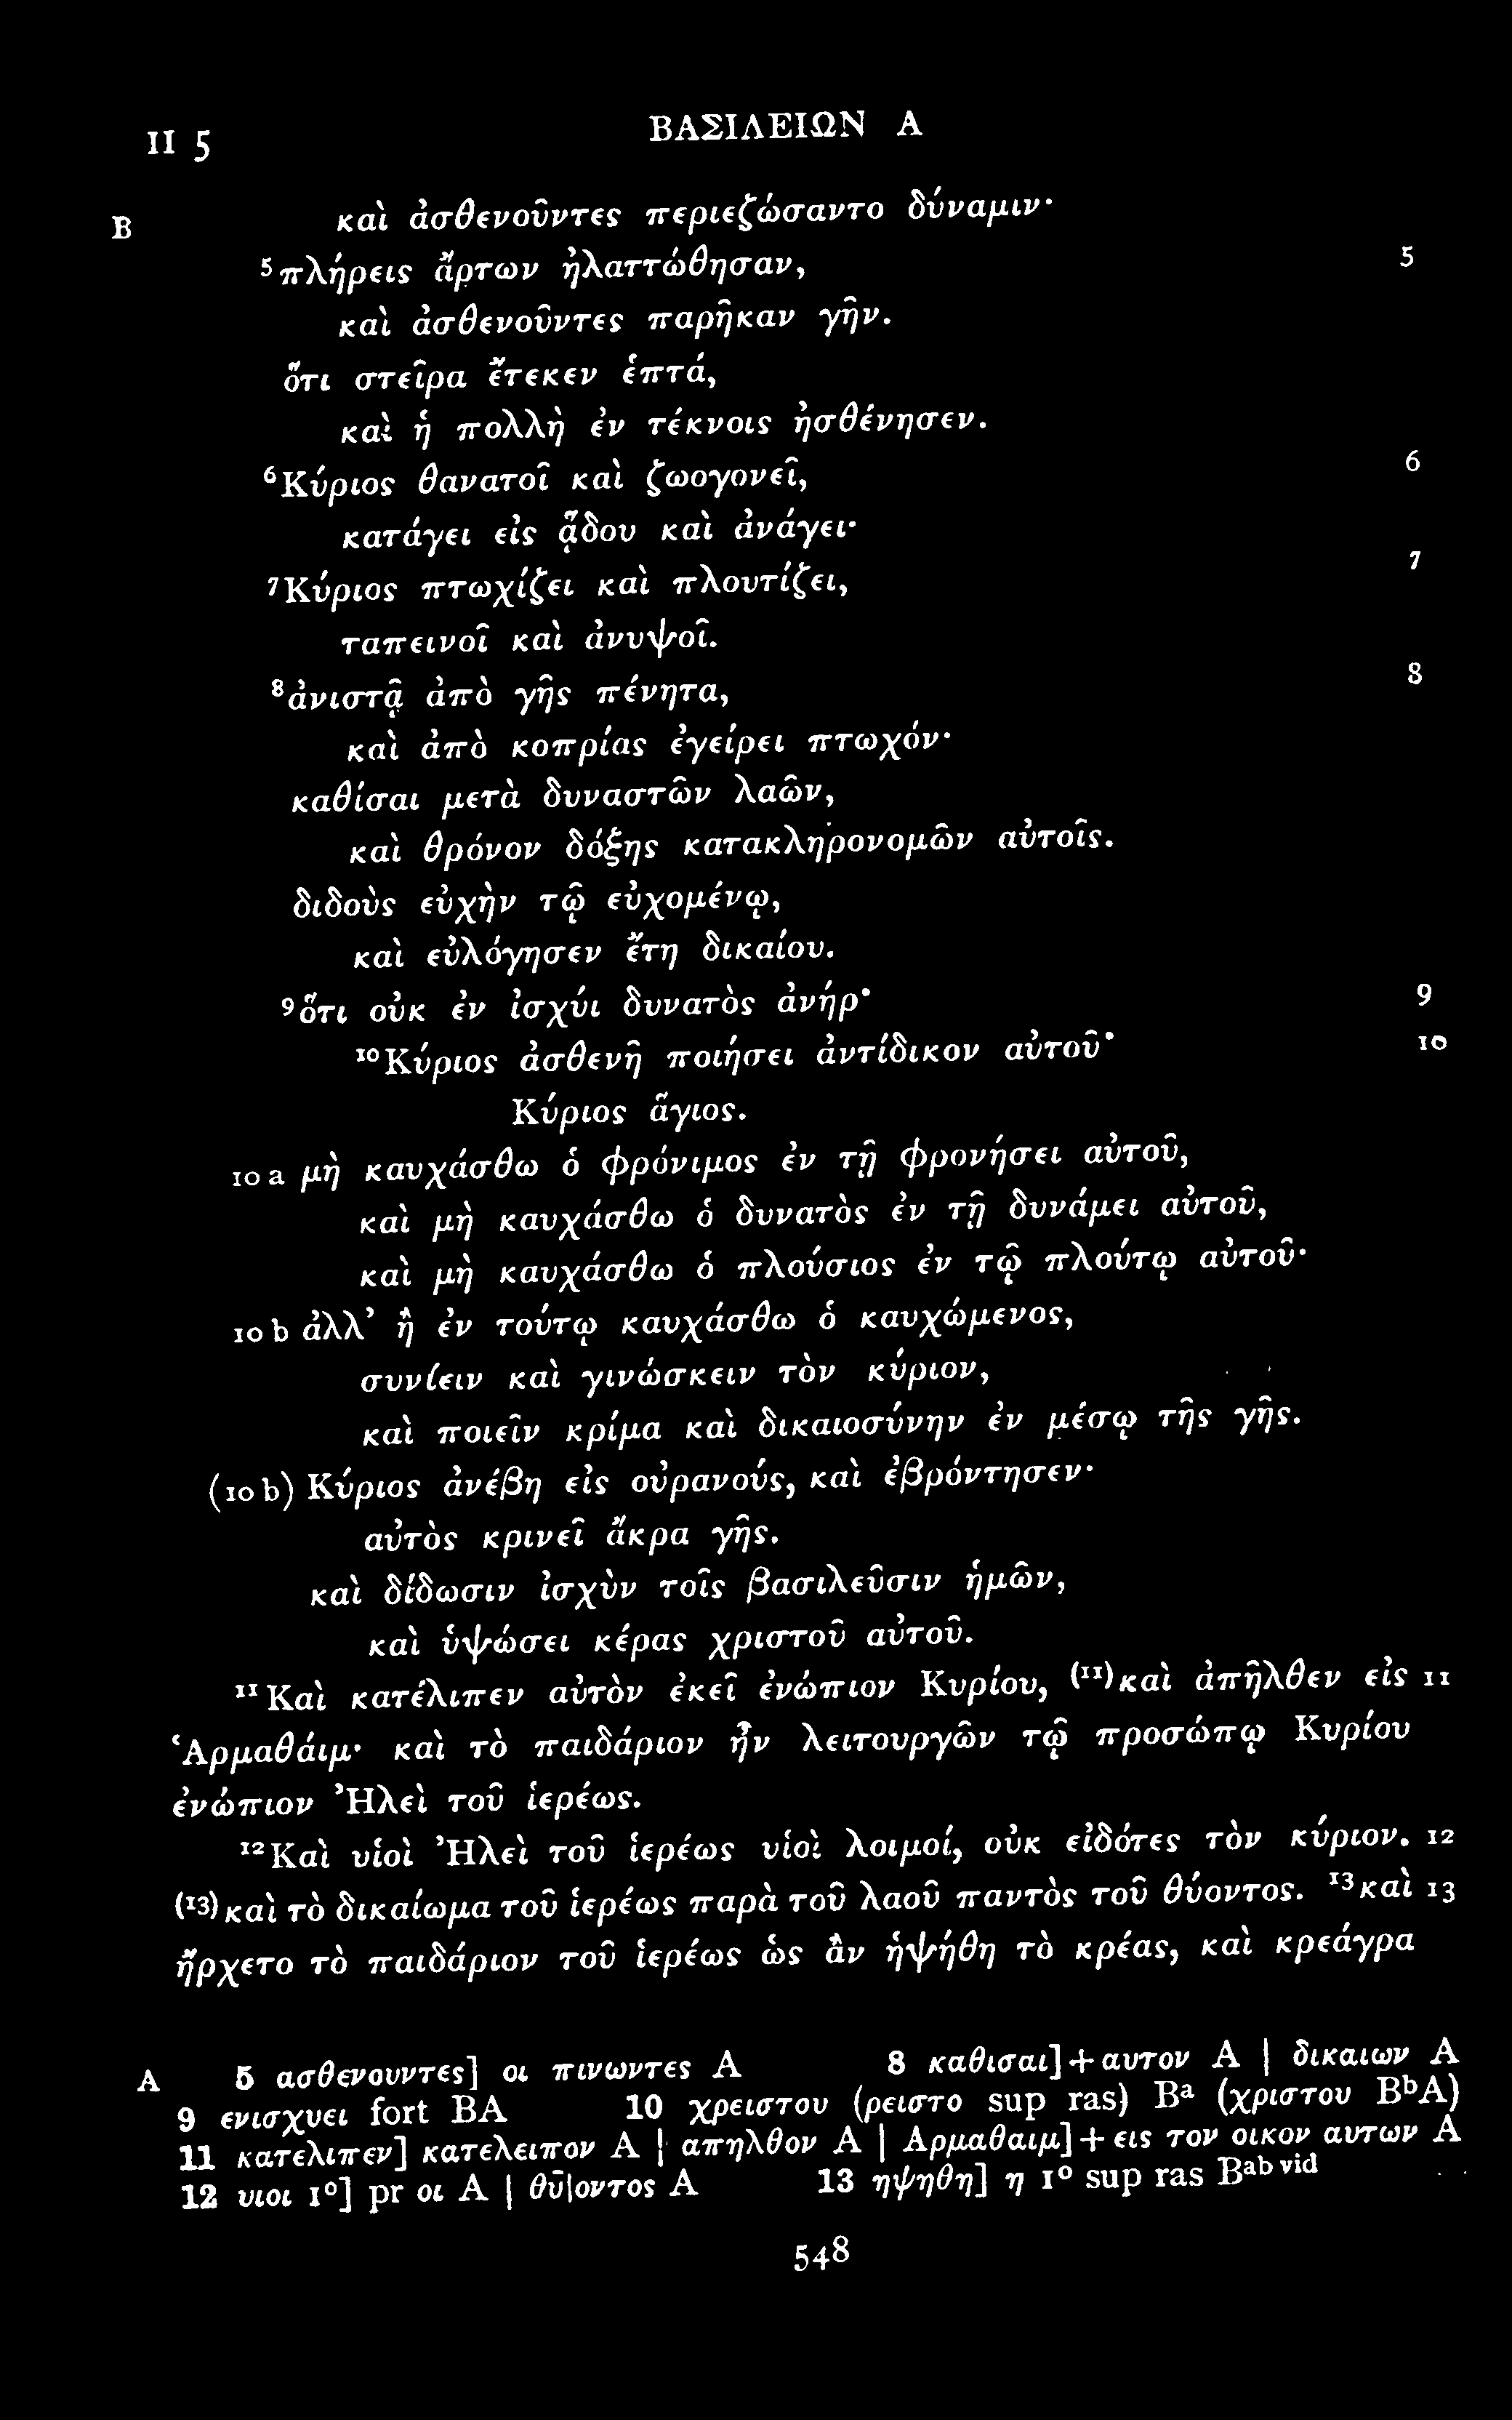 II 5 ΒΑΣΙΛΕΙΩΝ Α
B καὶ ἀσθενοῦντες περιεζώσαντο δύναμιν·
⁵πλήρεις ἄρτων ἠλαττώθησαν, 5
καὶ ἀσθενοῦντες παρῆκαν γῆν.
ὅτι στεῖρα ἔτεκεν ἑπτά,
καὶ ἡ πολλὴ ἐν τέκνοις ἠσθένησεν.
⁶Κύριος θανατοῖ καὶ ζωογονεῖ, 6
κατάγει εἰς ᾅδου καὶ ἀνάγει·
⁷Κύριος πτωχίζει καὶ πλουτίζει, 7
ταπεινοῖ καὶ ἀνυψοῖ.
⁸ἀνιστᾷ ἀπὸ γῆς πένητα, 8
καὶ ἀπὸ κοπρίας ἐγείρει πτωχόν·
καθίσαι μετὰ δυναστῶν λαῶν,
καὶ θρόνον δόξης κατακληρονομῶν αὐτοῖς.
διδοὺς εὐχὴν τῷ εὐχομένῳ,
καὶ εὐλόγησεν ἔτη δικαίου.
⁹ὅτι οὐκ ἐν ἰσχύι δυνατὸς ἀνήρ· 9
¹⁰Κύριος ἀσθενῆ ποιήσει ἀντίδικον αὐτοῦ· 10
Κύριος ἅγιος.
10 a μὴ καυχάσθω ὁ φρόνιμος ἐν τῇ φρονήσει αὐτοῦ,
καὶ μὴ καυχάσθω ὁ δυνατὸς ἐν τῇ δυνάμει αὐτοῦ,
καὶ μὴ καυχάσθω ὁ πλούσιος ἐν τῷ πλούτῳ αὐτοῦ·
10 b ἀλλ’ ἢ ἐν τούτῳ καυχάσθω ὁ καυχώμενος,
συνίειν καὶ γινώσκειν τὸν κύριον,
καὶ ποιεῖν κρίμα καὶ δικαιοσύνην ἐν μέσῳ τῆς γῆς.
(10 b) Κύριος ἀνέβη εἰς οὐρανούς, καὶ ἐβρόντησεν·
αὐτὸς κρινεῖ ἄκρα γῆς.
καὶ δίδωσιν ἰσχὺν τοῖς βασιλεῦσιν ἡμῶν,
καὶ ὑψώσει κέρας χριστοῦ αὐτοῦ.
¹¹Καὶ κατέλιπεν αὐτὸν ἐκεῖ ἐνώπιον Κυρίου, ⁽¹¹⁾καὶ ἀπῆλθεν εἰς 11
Ἁρμαθάιμ· καὶ τὸ παιδάριον ἦν λειτουργῶν τῷ προσώπῳ Κυρίου
ἐνώπιον Ἠλεὶ τοῦ ἱερέως.
¹²Καὶ υἱοὶ Ἠλεὶ τοῦ ἱερέως υἱοὶ λοιμοί, οὐκ εἰδότες τὸν κύριον. 12
⁽¹³⁾καὶ τὸ δικαίωμα τοῦ ἱερέως παρὰ τοῦ λαοῦ παντὸς τοῦ θύοντος. ¹³καὶ 13
ἤρχετο τὸ παιδάριον τοῦ ἱερέως ὡς ἂν ἡψήθη τὸ κρέας, καὶ κρεάγρα
A 5 ασθενουντες] οι πινωντες A 8 καθισαι] + αυτον A | δικαιων A
9 ενισχυει fort BA 10 χρειστου (ρειστο sup ras) Bᵃ (χριστου BᵇA)
11 κατελιπεν] κατελειπον A | απηλθον A | Αρμαθαιμ] + εις τον οικον αυτων A
12 υιοι 1°] pr οι A | θῡ|οντος A 13 ηψηθη] η 1° sup ras Bᵃᵇ ᵛⁱᵈ
548